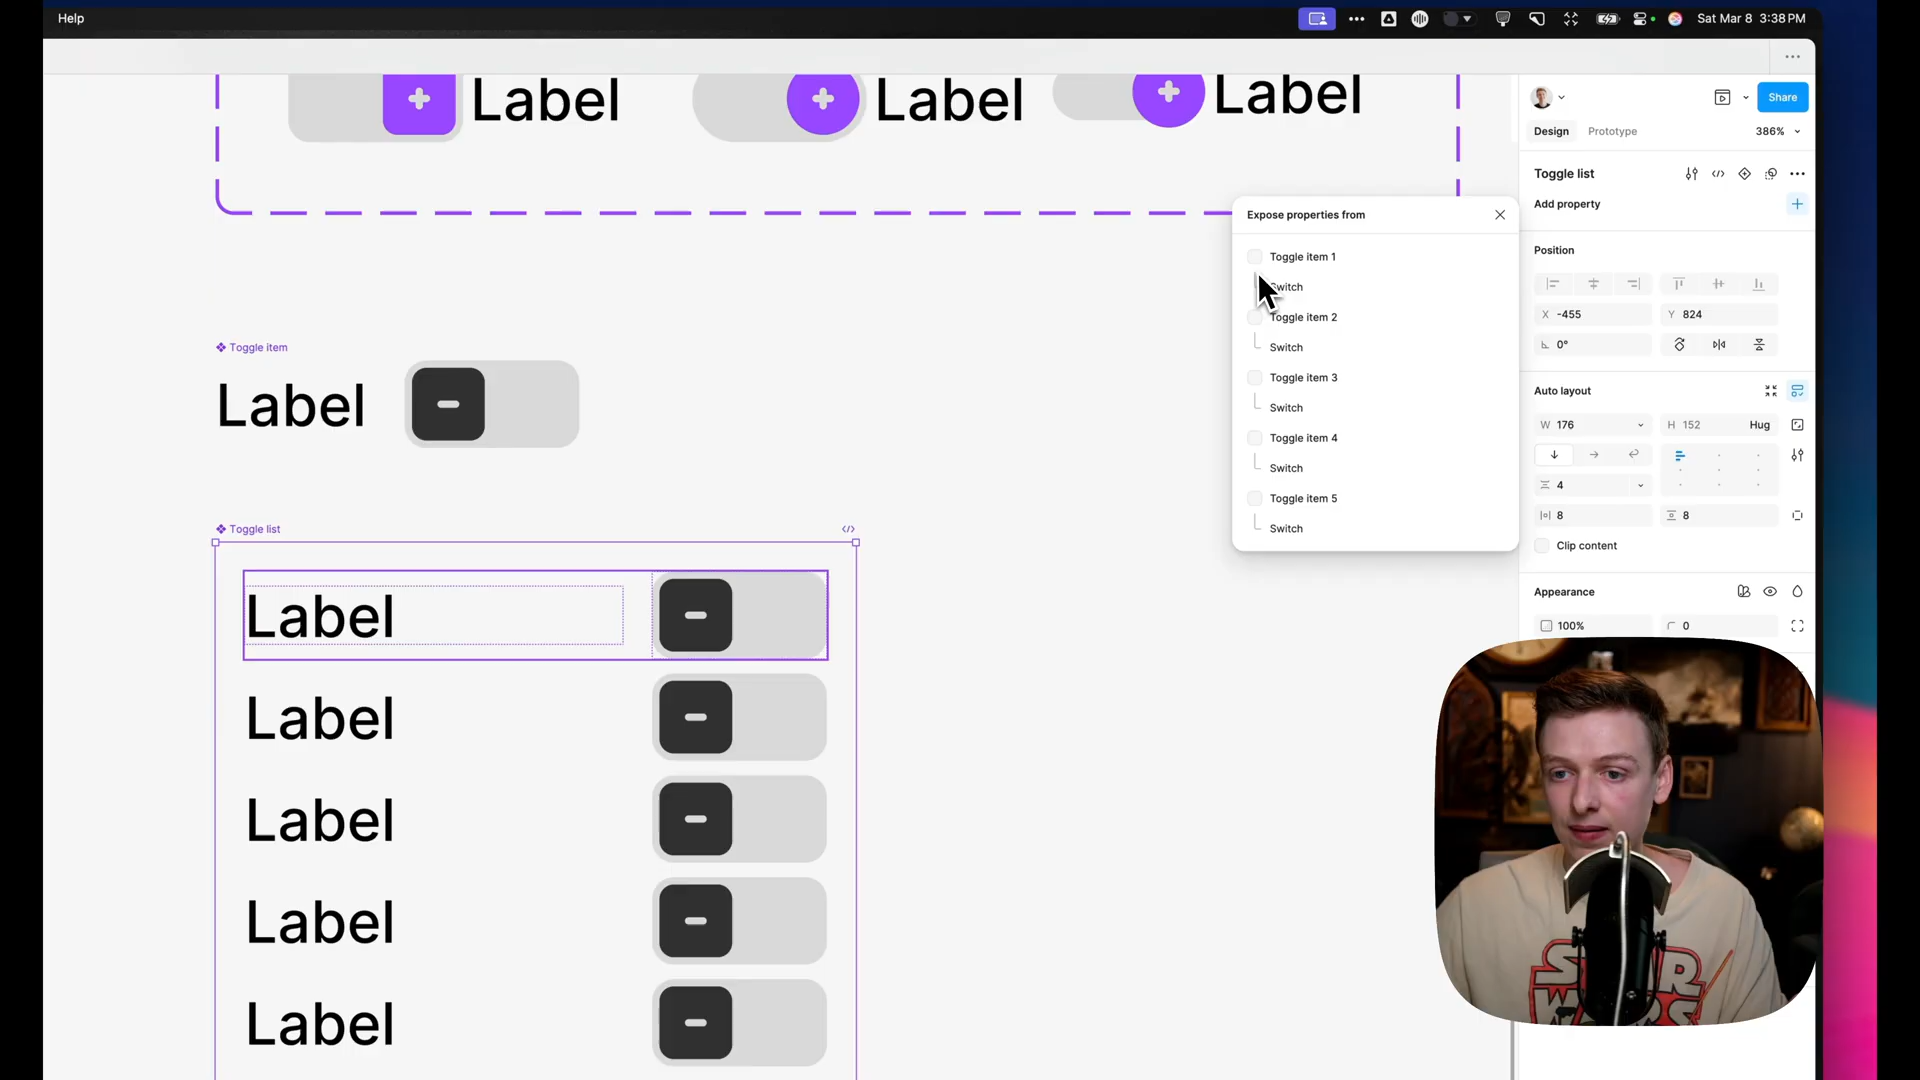 Help
Sat Mar 8 3:38 PM
Label
Label
Label
Share
Design
Prototype
386%
Toggle list
Add property
Expose properties from
Position
Toggle item 1
Switch
Toggle item 2
Switch
Toggle item 3
Switch
Toggle item 4
Switch
Toggle item 5
Switch
X -455
Y 824
0°
Toggle item
Label
Auto layout
W 176
H 152 Hug
4
8
8
Clip content
Toggle list
Appearance
100%
0
Label
Label
Label
Label
Label
STAR
WARS